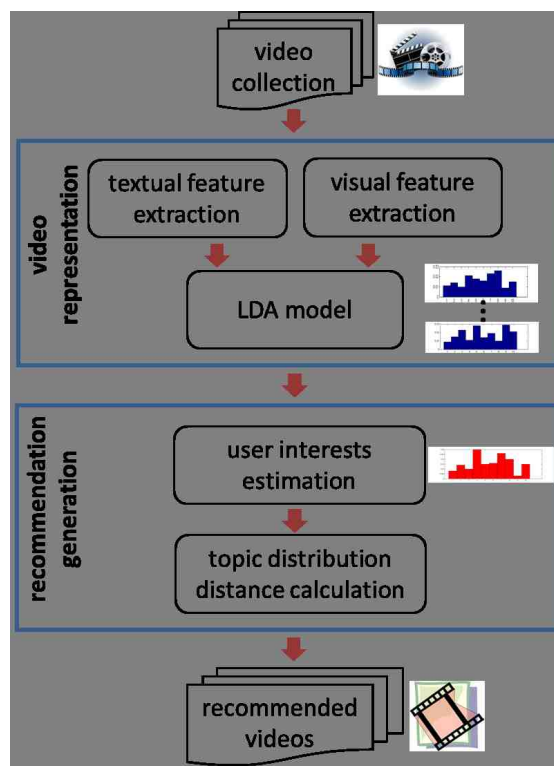 video
collection
video
representation
textual feature
extraction
visual feature
extraction
LDA model
recommendation
generation
user interests
estimation
topic distribution
distance calculation
recommended
videos